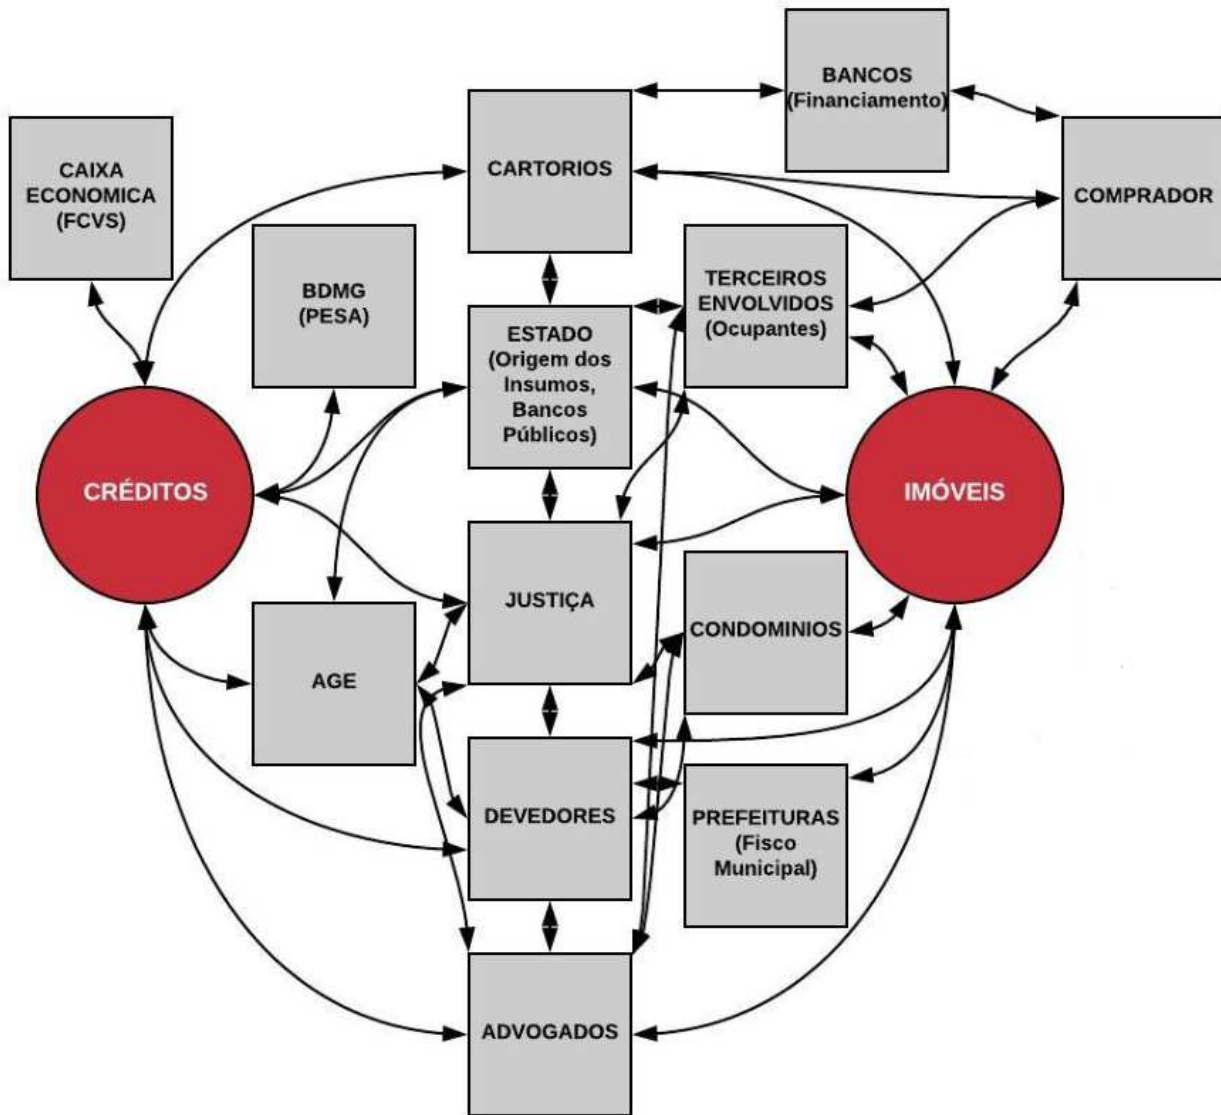 BANCOS
(Financiamento)
CAIXA
ECONOMICA
(FCVS)
CARTORIOS
COMPRADOR
BDMG
(PESA)
TERCEIROS
ENVOLVIDOS
(Ocupantes)
ESTADO
(Origem dos
Insumos,
Bancos
Públicos)
CRÉDITOS
IMÓVEIS
JUSTIÇA
CONDOMINIOS
AGE
DEVEDORES
PREFEITURAS
(Fisco
Municipal)
ADVOGADOS